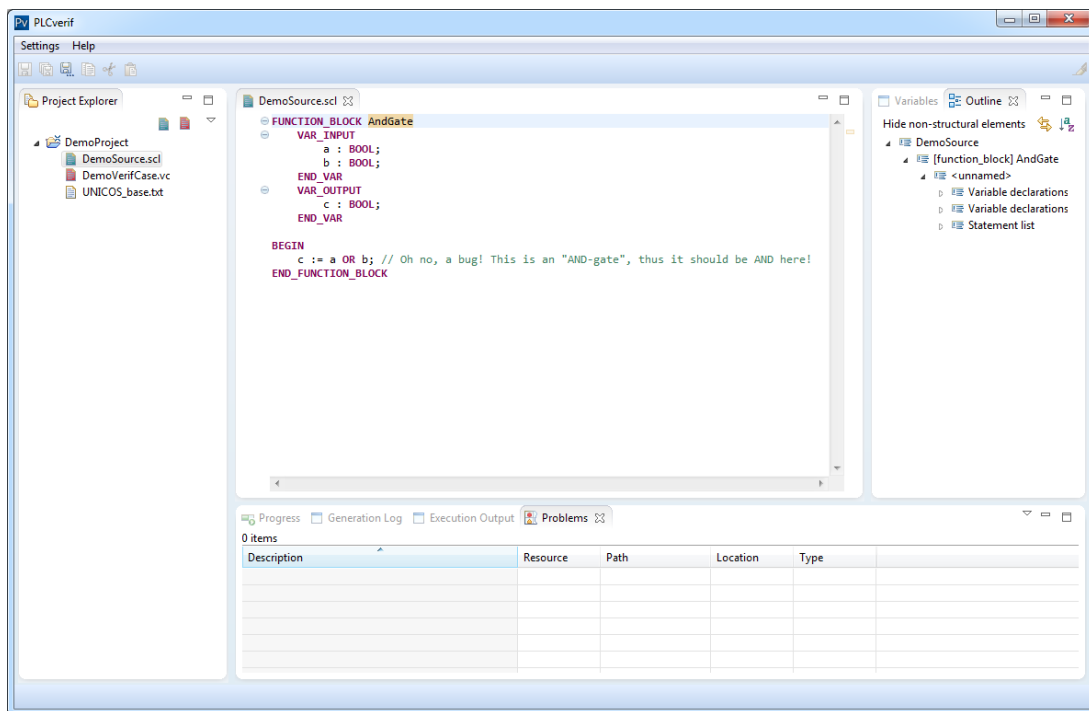 Pv PLCverif
Settings Help
Project Explorer
DemoProject
DemoSource.scl
DemoVerifCase.vc
UNICOS_base.txt
DemoSource.scl
FUNCTION_BLOCK AndGate
VAR_INPUT
a : BOOL;
b : BOOL;
END_VAR
VAR_OUTPUT
c : BOOL;
END_VAR
BEGIN
c := a OR b; // Oh no, a bug! This is an "AND-gate", thus it should be AND here!
END_FUNCTION_BLOCK
Variables Outline
Hide non-structural elements
DemoSource
[function_block] AndGate
<unnamed>
Variable declarations
Variable declarations
Statement list
Progress Generation Log Execution Output Problems
0 items
Description Resource Path Location Type